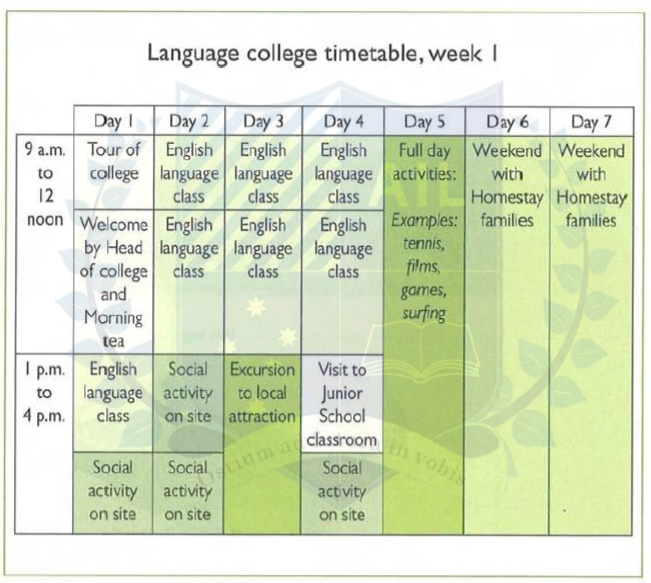 Language college timetable, week 1
Day 1
Day 2
Day 3
Day 4
Day 5
Day 6
Day 7
9 a.m.
to
12
noon
Tour of
college
English
language
class
English
language
class
English
language
class
Full day
activities:
Examples:
tennis,
films,
games,
surfing
Weekend
with
Homestay
families
Weekend
with
Homestay
families
Welcome
by Head
of college
and
Morning
tea
English
language
class
English
language
class
English
language
class
1 p.m.
to
4 p.m.
English
language
class
Social
activity
on site
Excursion
to local
attraction
Visit to
Junior
School
classroom
Social
activity
on site
Social
activity
on site
Social
activity
on site
AIL
Ostium in vobis